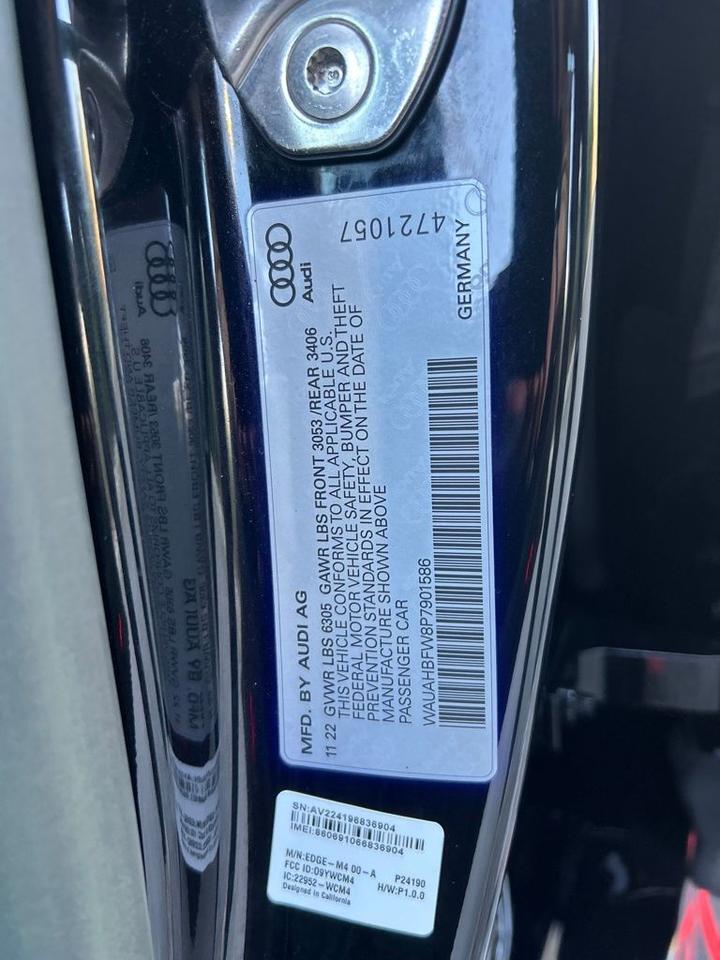 Audi
4721057
MFD. BY AUDI AG
11 22 GVWR LBS 6305 GAWR LBS FRONT 3053 /REAR 3406
THIS VEHICLE CONFORMS TO ALL APPLICABLE U.S.
FEDERAL MOTOR VEHICLE SAFETY, BUMPER AND THEFT
PREVENTION STANDARDS IN EFFECT ON THE DATE OF
MANUFACTURE SHOWN ABOVE
PASSENGER CAR
WAUAHBFW8P7901586
GERMANY
SN:AV224196836904
IMEI:860691066836904
M/N:EDGE-M4 00-A P24190
FCC ID:O9YWCM4 H/W:P1.0.0
IC:22952-WCM4
Designed in California